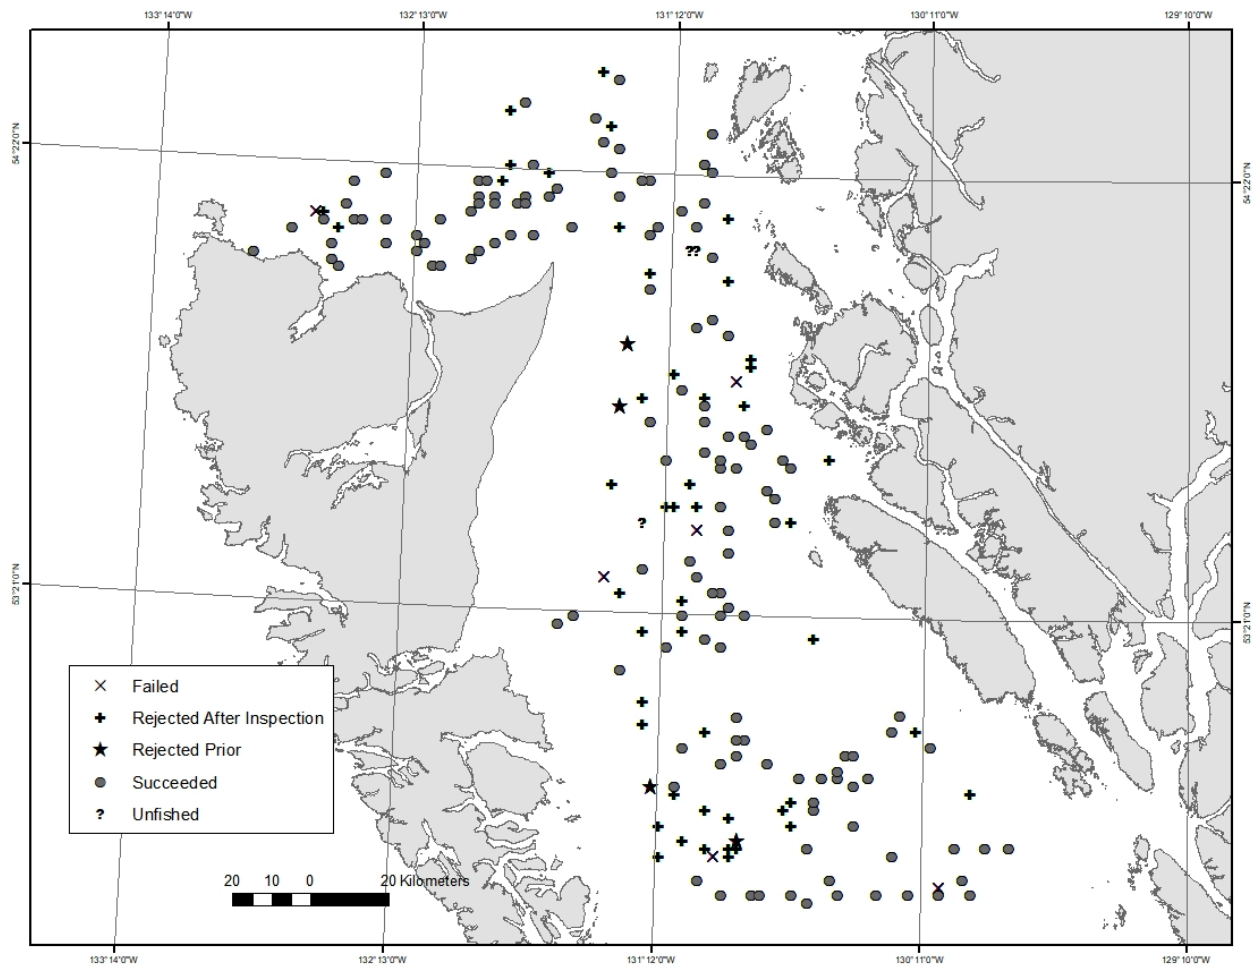 133°14'0"W 132°13'0"W 131°12'0"W 130°11'0"W 129°10'0"W
54°22'0"N
54°22'0"N
??
?
53°21'0"N
53°21'0"N
Failed
Rejected After Inspection
Rejected Prior
Succeeded
? Unfished
20 10 0 20 Kilometers
133°14'0"W 132°13'0"W 131°12'0"W 130°11'0"W 129°10'0"W